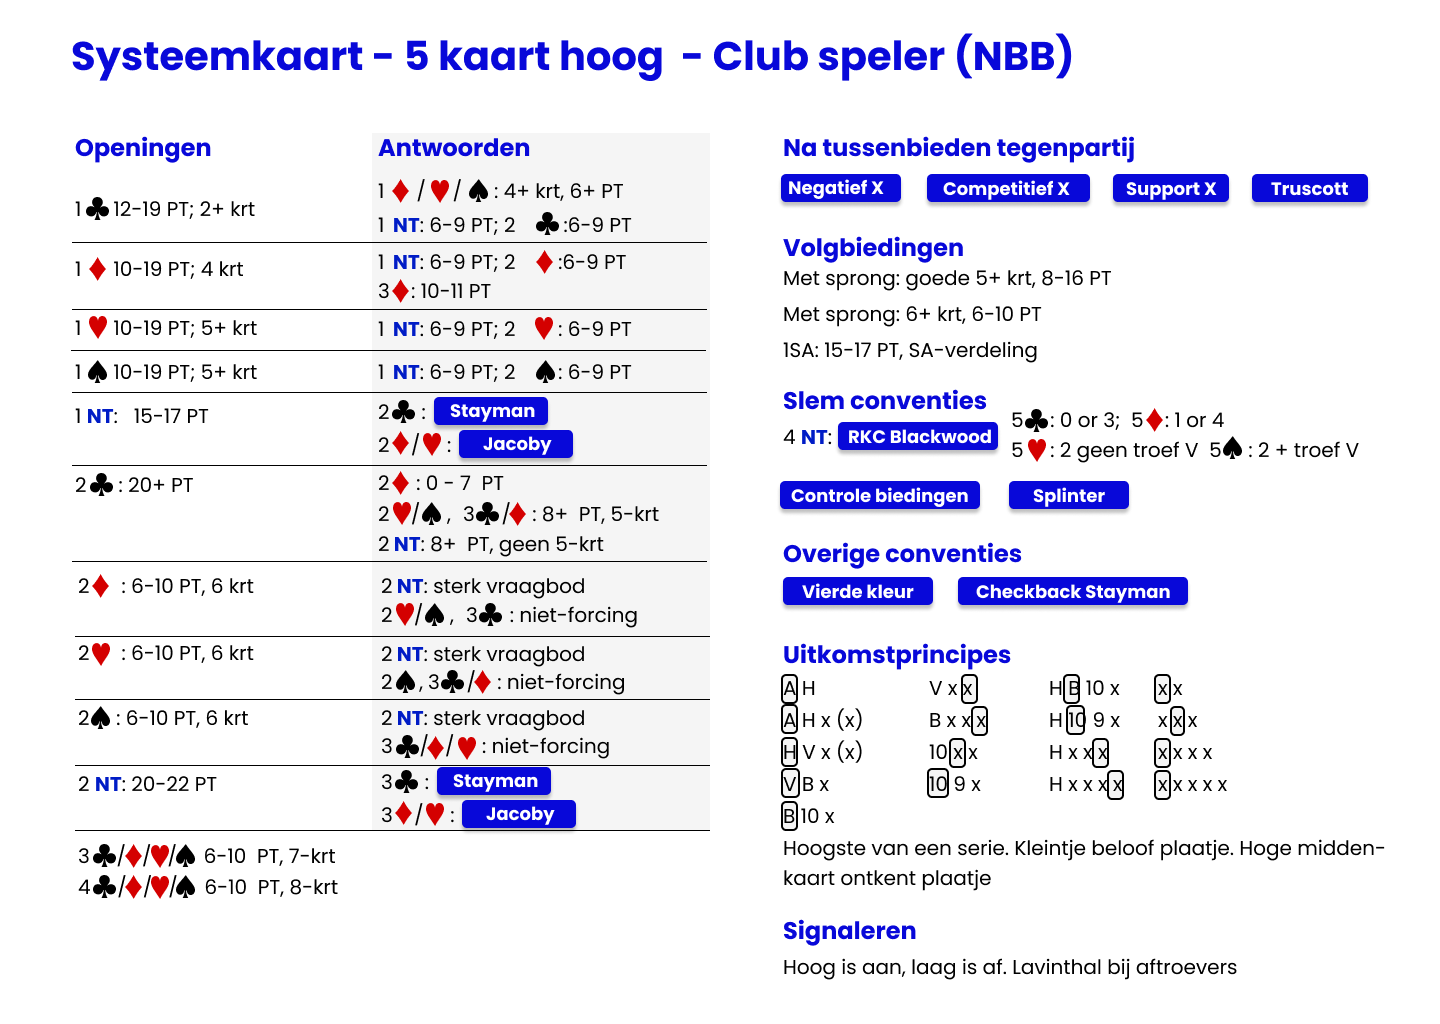 Systeemkaart - 5 kaart hoog - Club speler (NBB)
Openingen
Antwoorden
1 ♣ 12-19 PT; 2+ krt
1 ♦ / ♥ / ♠ : 4+ krt, 6+ PT
1 NT: 6-9 PT; 2 ♣ :6-9 PT
1 ♦ 10-19 PT; 4 krt
1 NT: 6-9 PT; 2 ♦ :6-9 PT
3 ♦ : 10-11 PT
1 ♥ 10-19 PT; 5+ krt
1 NT: 6-9 PT; 2 ♥ : 6-9 PT
1 ♠ 10-19 PT; 5+ krt
1 NT: 6-9 PT; 2 ♠: 6-9 PT
1 NT: 15-17 PT
2 ♣ : Stayman
2 ♦/♥ : Jacoby
2 ♣ : 20+ PT
2 ♦ : 0 - 7 PT
2 ♥/♠ , 3 ♣/♦ : 8+ PT, 5-krt
2 NT: 8+ PT, geen 5-krt
2 ♦ : 6-10 PT, 6 krt
2 NT: sterk vraagbod
2 ♥/♠ , 3 ♣ : niet-forcing
2 ♥ : 6-10 PT, 6 krt
2 NT: sterk vraagbod
2 ♠ , 3 ♣/♦ : niet-forcing
2 ♠ : 6-10 PT, 6 krt
2 NT: sterk vraagbod
3 ♣/♦/♥ : niet-forcing
2 NT: 20-22 PT
3 ♣ : Stayman
3 ♦/♥ : Jacoby
3 ♣/♦/♥/♠ 6-10 PT, 7-krt
4 ♣/♦/♥/♠ 6-10 PT, 8-krt
Na tussenbieden tegenpartij
Negatief X Competitief X Support X Truscott
Volgbiedingen
Met sprong: goede 5+ krt, 8-16 PT
Met sprong: 6+ krt, 6-10 PT
1SA: 15-17 PT, SA-verdeling
Slem conventies
4 NT: RKC Blackwood
5 ♣: 0 or 3; 5 ♦: 1 or 4
5 ♥ : 2 geen troef V 5 ♠ : 2 + troef V
Controle biedingen Splinter
Overige conventies
Vierde kleur Checkback Stayman
Uitkomstprincipes
A H V x x H B 10 x x x
A H x (x) B x x x H 10 9 x x x x
H V x (x) 10 x x H x x x x x x x
V B x 10 9 x H x x x x x x x x x
B 10 x
Hoogste van een serie. Kleintje beloof plaatje. Hoge midden-
kaart ontkent plaatje
Signaleren
Hoog is aan, laag is af. Lavinthal bij aftroevers